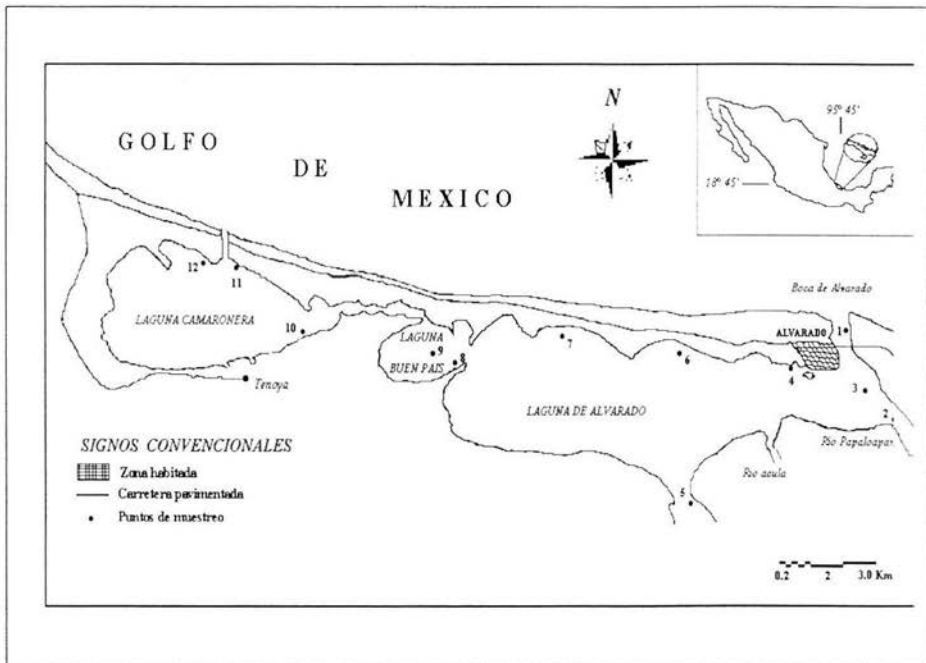 GOLFO
DE
MEXICO
N
95º 45'
18º 45'
Boca de Alvarado
12
11
LAGUNA CAMARONERA
10
Tenoya
LAGUNA
9
BUEN PAIS
8
7
6
ALVARADO
1
4
3
2
LAGUNA DE ALVARADO
Rio Papaloapan
Rio acula
5
SIGNOS CONVENCIONALES
Zona habitada
Carretera pavimentada
Puntos de muestreo
0.2 2 3.0 Km